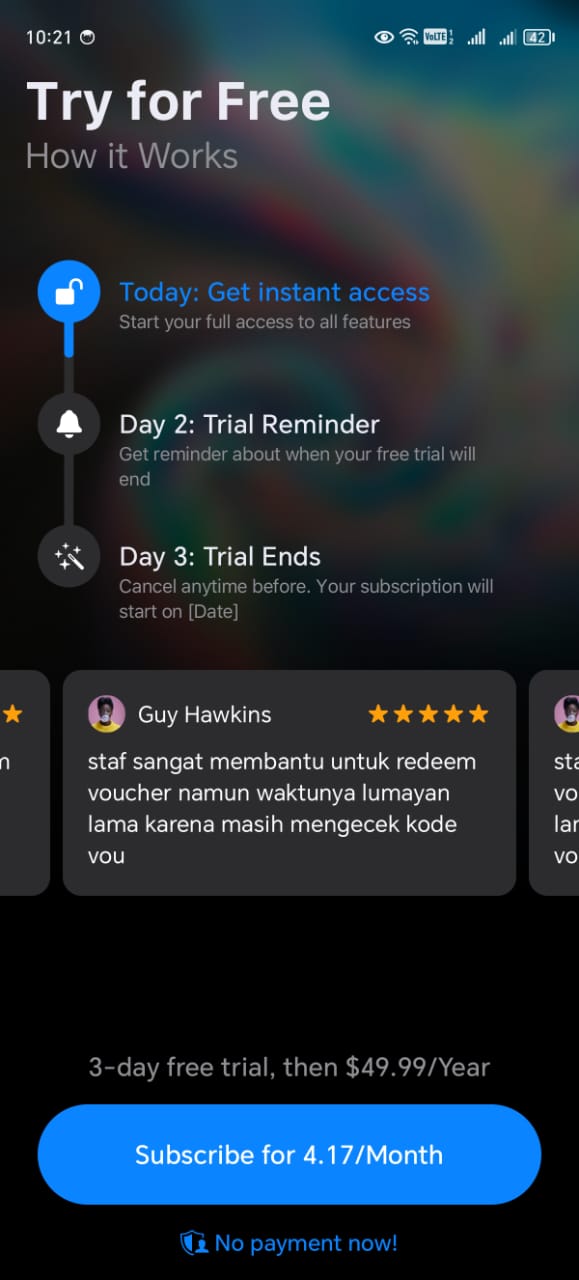 10:21
VoLTE 1 2
42
Try for Free
How it Works
Today: Get instant access
Start your full access to all features
Day 2: Trial Reminder
Get reminder about when your free trial will
end
Day 3: Trial Ends
Cancel anytime before. Your subscription will
start on [Date]
Guy Hawkins
staf sangat membantu untuk redeem
voucher namun waktunya lumayan
lama karena masih mengecek kode
vou
m
sta
vo
lar
vo
3-day free trial, then $49.99/Year
Subscribe for 4.17/Month
No payment now!